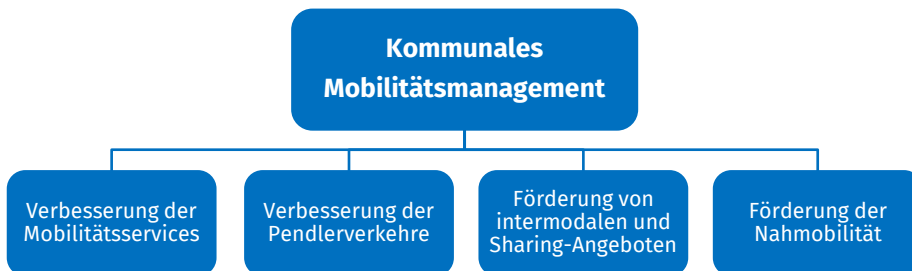 Kommunales
Mobilitätsmanagement
Verbesserung der
Mobilitätsservices
Verbesserung der
Pendlerverkehre
Förderung von
intermodalen und
Sharing-Angeboten
Förderung der
Nahmobilität